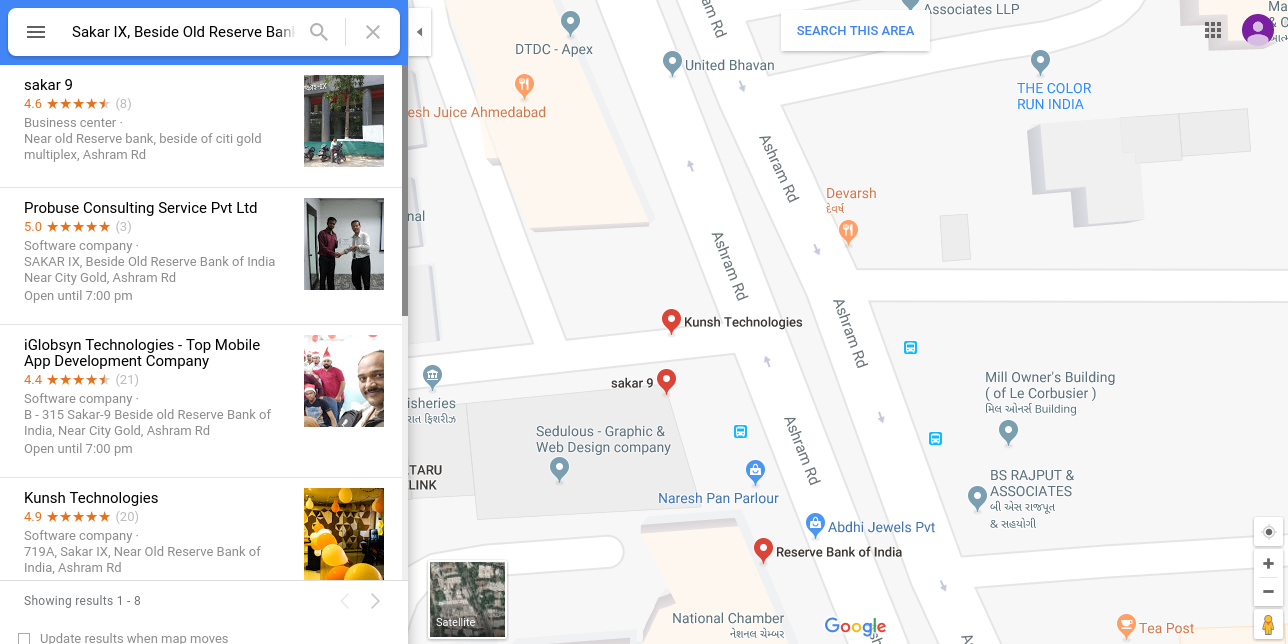 Sakar IX, Beside Old Reserve Bank
sakar 9
4.6 ★★★★★ (8)
Business center ·
Near old Reserve bank, beside of citi gold
multiplex, Ashram Rd
Probuse Consulting Service Pvt Ltd
5.0 ★★★★★ (3)
Software company ·
SAKAR IX, Beside Old Reserve Bank of India
Near City Gold, Ashram Rd
Open until 7:00 pm
iGlobsyn Technologies - Top Mobile
App Development Company
4.4 ★★★★★ (21)
Software company ·
B - 315 Sakar-9 Beside old Reserve Bank of
India, Near City Gold, Ashram Rd
Open until 7:00 pm
Kunsh Technologies
4.9 ★★★★★ (20)
Software company ·
719A, Sakar IX, Near Old Reserve Bank of
India, Ashram Rd
Showing results 1 - 8
Update results when map moves
SEARCH THIS AREA
Associates LLP
DTDC - Apex
United Bhavan
esh Juice Ahmedabad
THE COLOR
RUN INDIA
am Rd
Ashram Rd
Devarsh
દેવર્ષ
nal
Ashram Rd
Ashram Rd
Kunsh Technologies
sakar 9
isheries
રાત ફિશરીઝ
Mill Owner's Building
( of Le Corbusier )
મિલ ઓનર્સ Building
Sedulous - Graphic &
Web Design company
Ashram Rd
TARU
LINK
Naresh Pan Parlour
BS RAJPUT &
ASSOCIATES
બી એસ રાજપૂત
& સહયોગી
Abdhi Jewels Pvt
Reserve Bank of India
National Chamber
નેશનલ ચેમ્બર
Satellite
Google
Tea Post